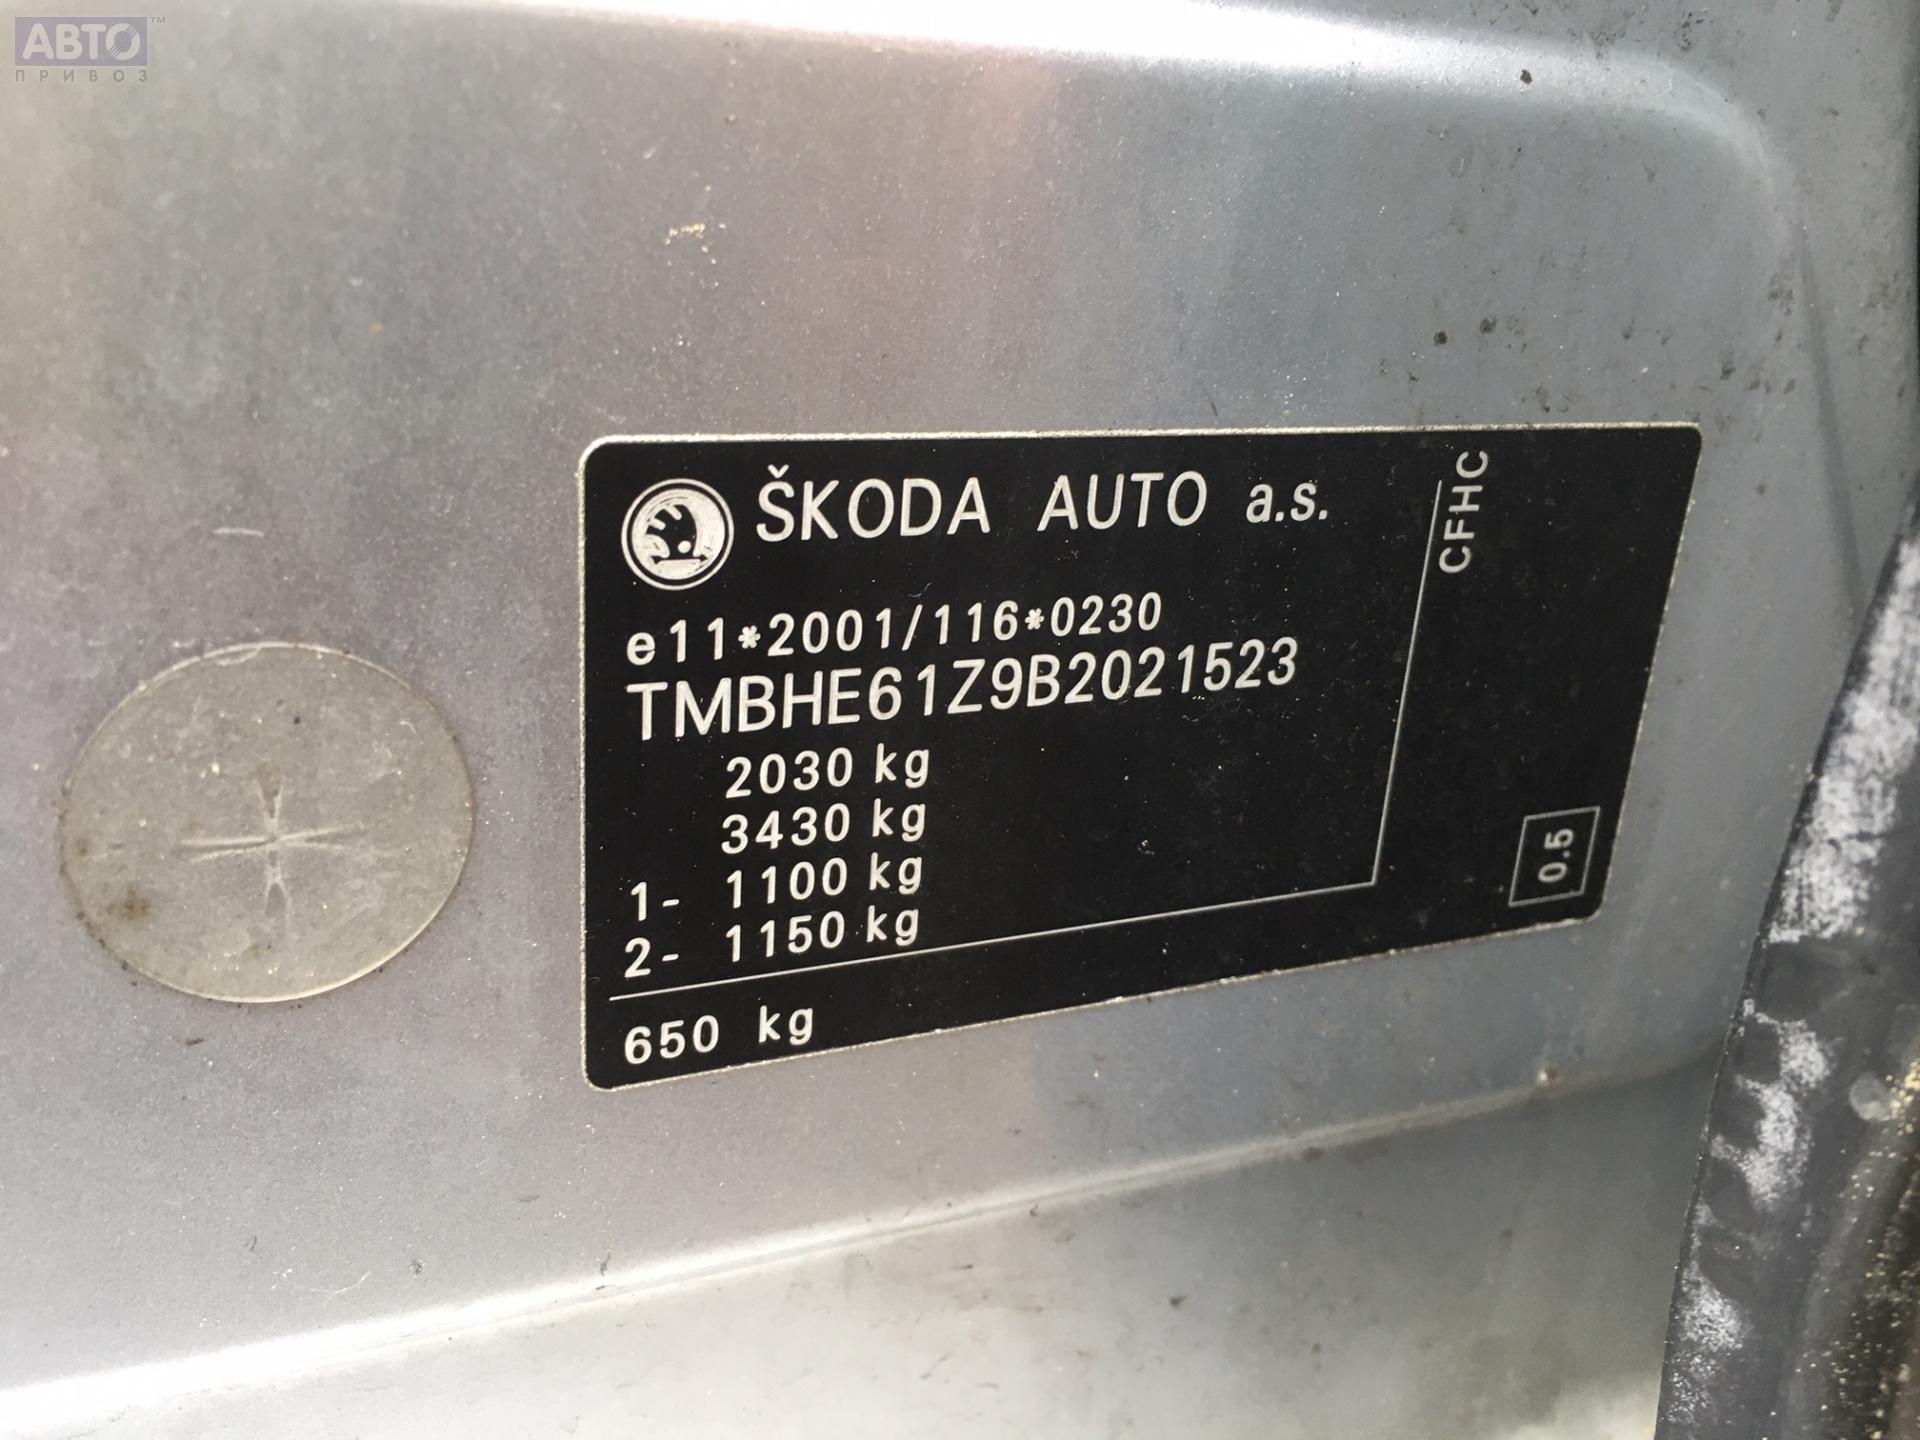 АВТО™
ПРИВОЗ
ŠKODA AUTO a.s.
e11*2001/116*0230
TMBHE61Z9B2021523
2030 kg
3430 kg
1- 1100 kg
2- 1150 kg
650 kg
CFHC
0.5